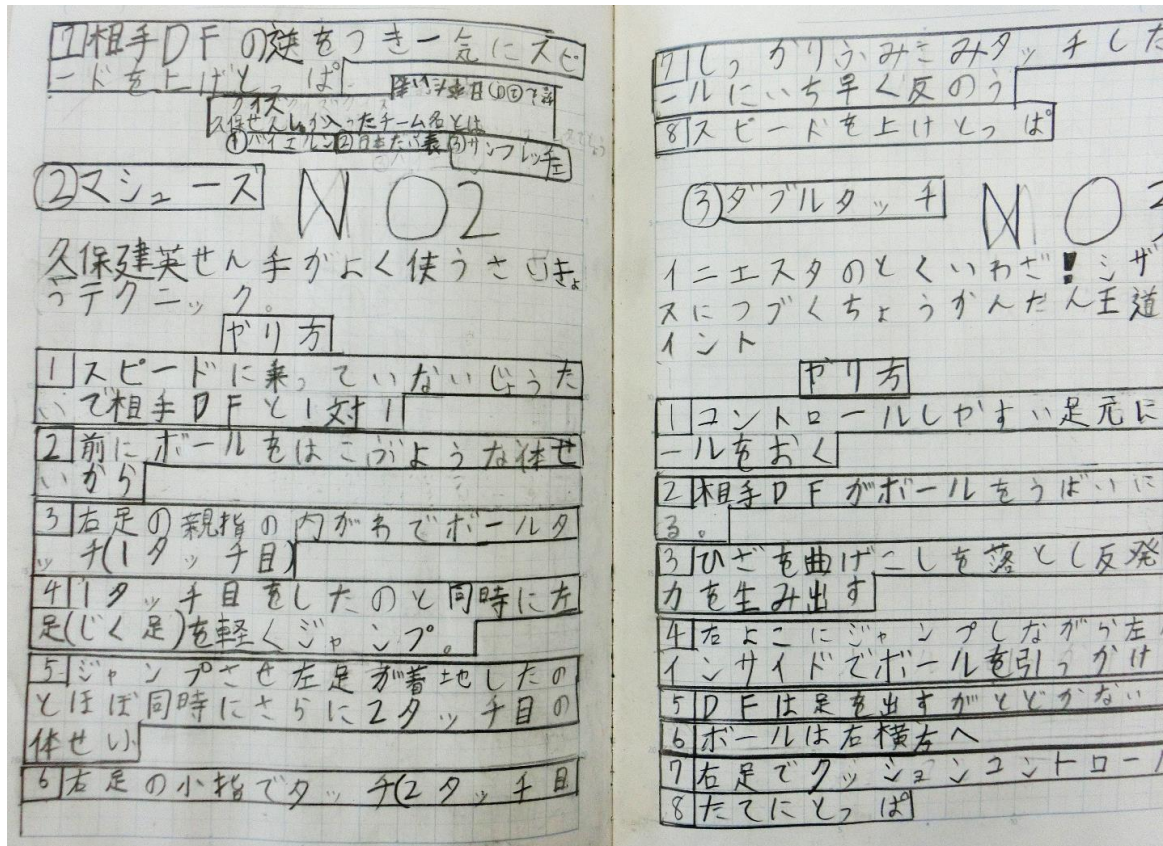 7相手DFの逆をつき一気にスピ
ードを上げとっぱ
クイズ
久保せん手が入ったチーム名とは
①バイエルン②日本だい表③サンフレッチェ
②マシューズ NO2
久保建英せん手がよく使うさいきょ
うテクニック。
やり方
1スピードに乗っていないじょうた
いで相手DFと1対1
2前にボールをはこぶような体せ
いから
3右足の親指の内がわでボールタ
ッチ(1タッチ目)
4 1タッチ目をしたのと同時に左
足(じく足)を軽くジャンプ。
5ジャンプさせ左足が着地したの
とほぼ同時にさらに2タッチ目の
体せい
6右足の小指でタッチ(2タッチ目
7しっかりふみこみタッチした
ールにいち早く反のう
8スピードを上げとっぱ
③ダブルタッチ NO3
イニエスタのとくいわざ!シザ
スにつづくちょうかんたん王道
イント
やり方
1コントロールしやすい足元に
ールをおく
2相手DFがボールをうばいに
る。
3ひざを曲げこしを落とし反発
力を生み出す
4右よこにジャンプしながら左
インサイドでボールを引っかけ
5DFは足を出すがとどかない
6ボールは右横方へ
7右足でクッションコントロール
8たてにとっぱ